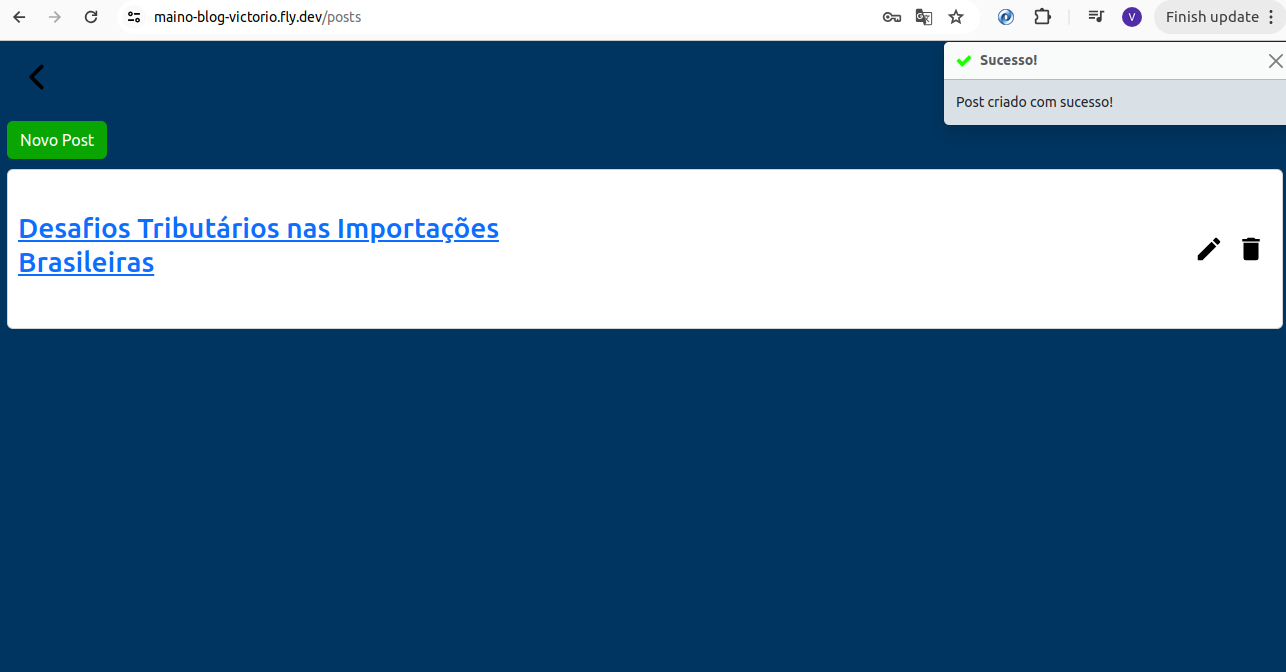 maino-blog-victorio.fly.dev/posts
V
Finish update
Sucesso!
Post criado com sucesso!
Novo Post
Desafios Tributários nas Importações
Brasileiras